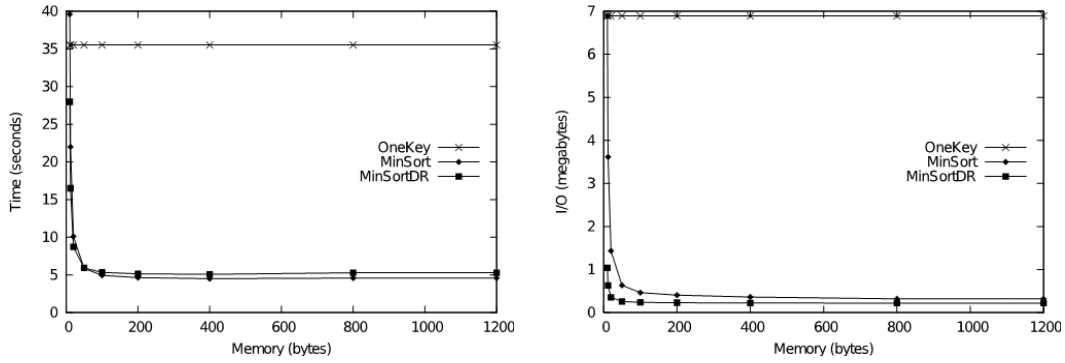 40
35
30
25
20
15
10
5
0
Time (seconds)
OneKey
MinSort
MinSortDR
0 200 400 600 800 1000 1200
Memory (bytes)
7
6
5
4
3
2
1
0
I/O (megabytes)
OneKey
MinSort
MinSortDR
0 200 400 600 800 1000 1200
Memory (bytes)